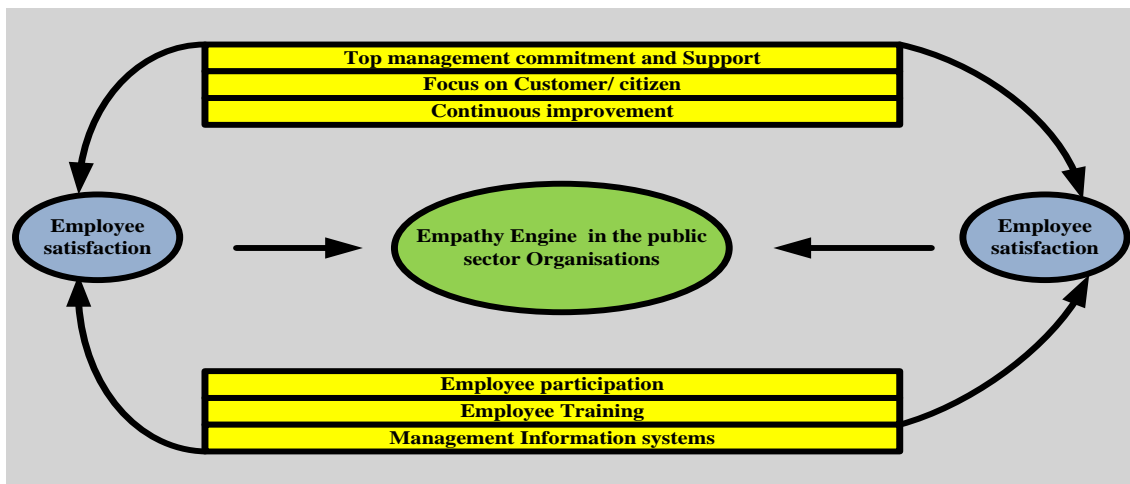 Top management commitment and Support
Focus on Customer/ citizen
Continuous improvement
Employee
satisfaction
Empathy Engine in the public
sector Organisations
Employee
satisfaction
Employee participation
Employee Training
Management Information systems